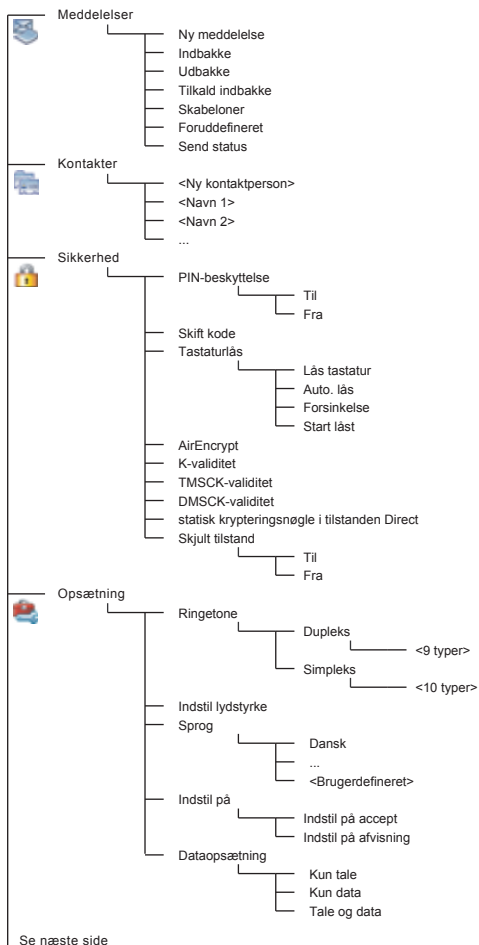 Meddelelser
Ny meddelelse
Indbakke
Udbakke
Tilkald indbakke
Skabeloner
Foruddefineret
Send status
Kontakter
<Ny kontaktperson>
<Navn 1>
<Navn 2>
...
Sikkerhed
PIN-beskyttelse
Til
Fra
Skift kode
Tastaturlås
Lås tastatur
Auto. lås
Forsinkelse
Start låst
AirEncrypt
K-validitet
TMSCK-validitet
DMSCK-validitet
statisk krypteringsnøgle i tilstanden Direct
Skjult tilstand
Til
Fra
Opsætning
Ringetone
Dupleks
<9 typer>
Simpleks
<10 typer>
Indstil lydstyrke
Sprog
Dansk
...
<Brugerdefineret>
Indstil på
Indstil på accept
Indstil på afvisning
Dataopsætning
Kun tale
Kun data
Tale og data
Se næste side